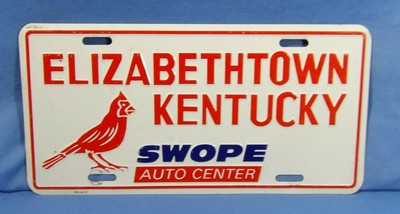 ELIZABETHTOWN
KENTUCKY
SWOPE
AUTO CENTER